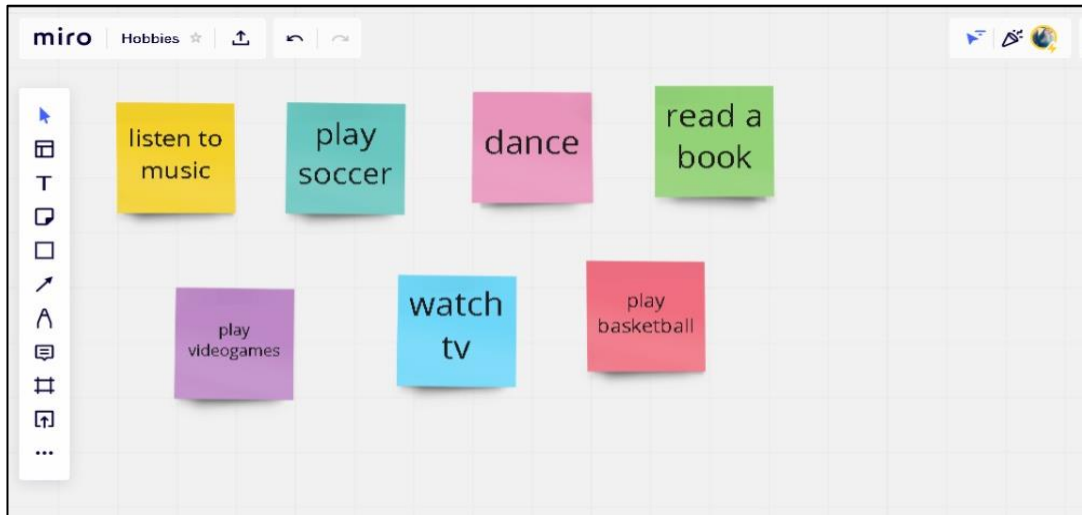 miro
Hobbies
listen to
music
play
soccer
dance
read a
book
play
videogames
watch
tv
play
basketball